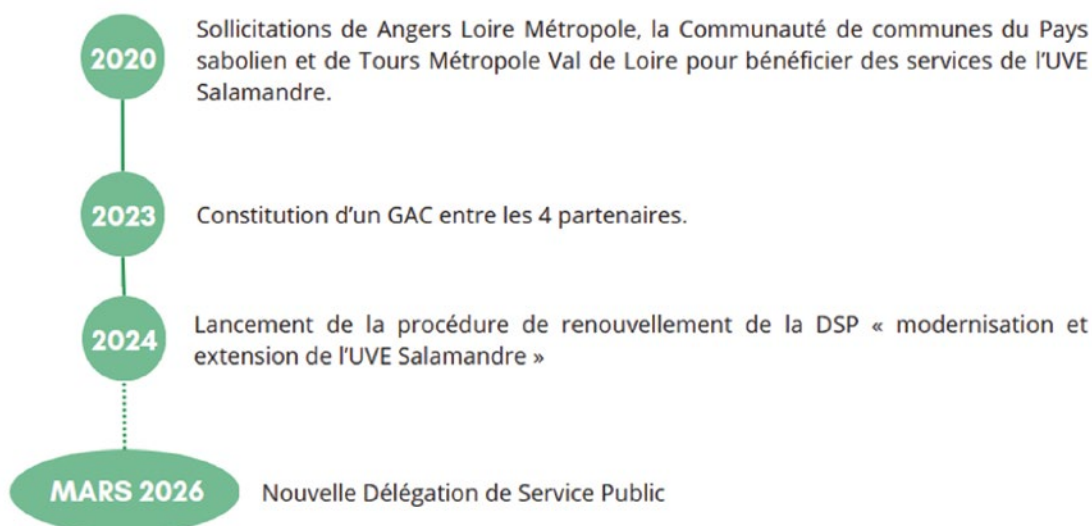 2020
Sollicitations de Angers Loire Métropole, la Communauté de communes du Pays
sabolien et de Tours Métropole Val de Loire pour bénéficier des services de l'UVE
Salamandre.
2023
Constitution d'un GAC entre les 4 partenaires.
2024
Lancement de la procédure de renouvellement de la DSP « modernisation et
extension de l'UVE Salamandre »
MARS 2026
Nouvelle Délégation de Service Public